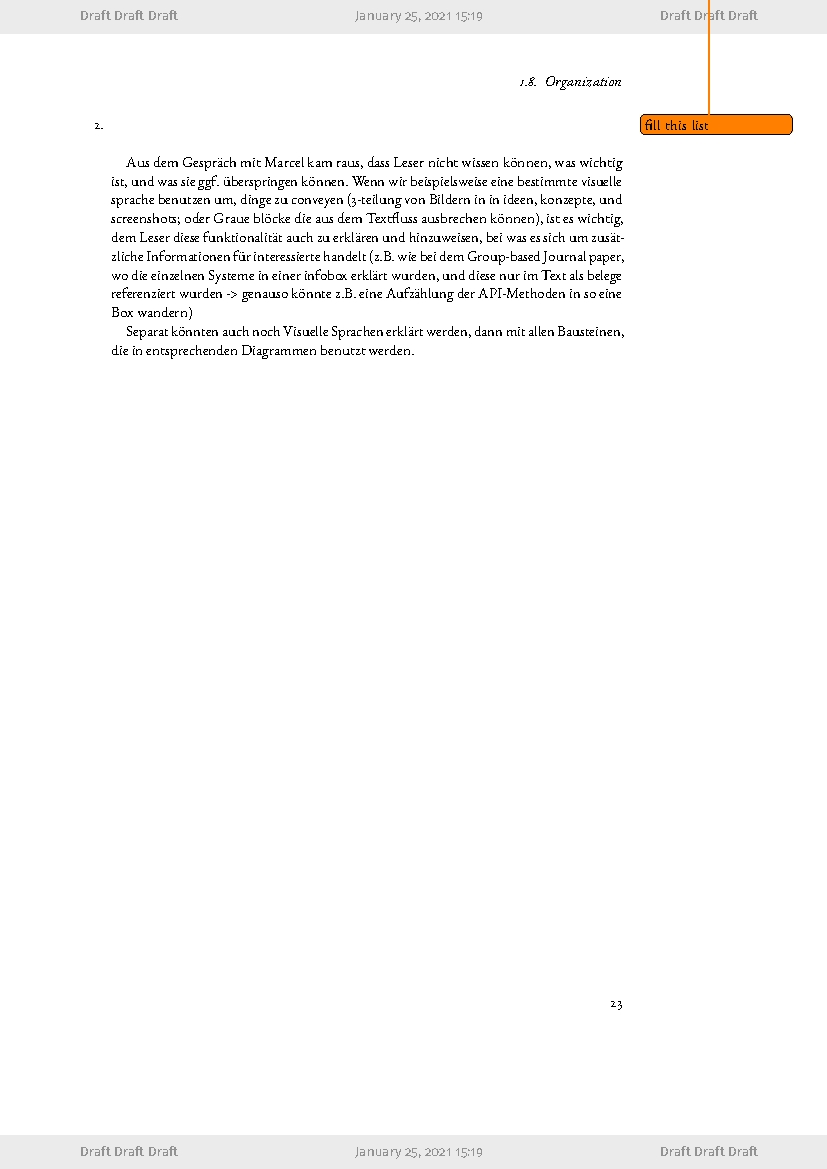 Draft Draft Draft January 25, 2021 15:19 Draft Draft Draft
1.8. Organization
2.
fill this list
Aus dem Gespräch mit Marcel kam raus, dass Leser nicht wissen können, was wichtig
ist, und was sie ggf. überspringen können. Wenn wir beispielsweise eine bestimmte visuelle
sprache benutzen um, dinge zu conveyen (3-teilung von Bildern in in ideen, konzepte, und
screenshots; oder Graue blöcke die aus dem Textfluss ausbrechen können), ist es wichtig,
dem Leser diese funktionalität auch zu erklären und hinzuweisen, bei was es sich um zusät-
zliche Informationen für interessierte handelt (z.B. wie bei dem Group-based Journal paper,
wo die einzelnen Systeme in einer infobox erklärt wurden, und diese nur im Text als belege
referenziert wurden -> genauso könnte z.B. eine Aufzählung der API-Methoden in so eine
Box wandern)
Separat könnten auch noch Visuelle Sprachen erklärt werden, dann mit allen Bausteinen,
die in entsprechenden Diagrammen benutzt werden.
23
Draft Draft Draft January 25, 2021 15:19 Draft Draft Draft